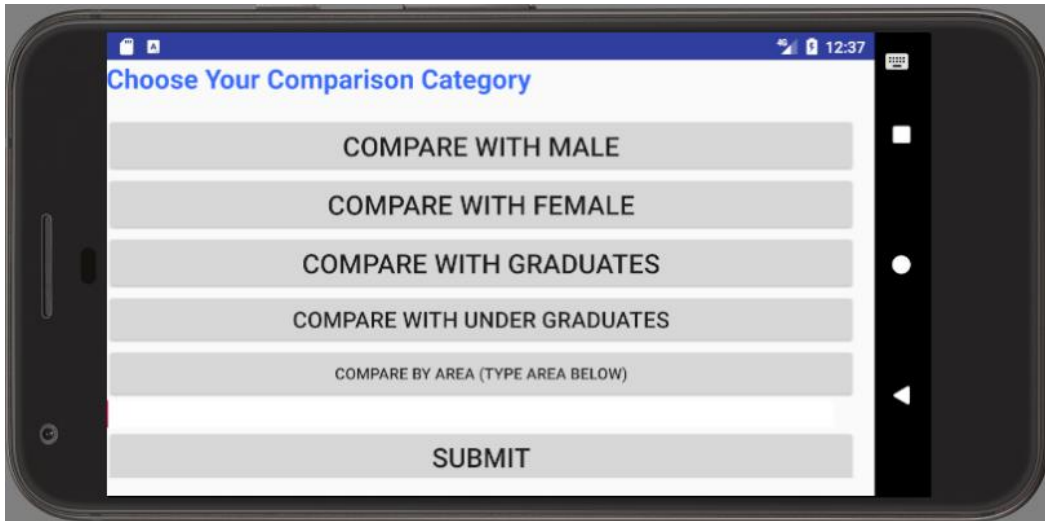 4G 12:37
Choose Your Comparison Category
COMPARE WITH MALE
COMPARE WITH FEMALE
COMPARE WITH GRADUATES
COMPARE WITH UNDER GRADUATES
COMPARE BY AREA (TYPE AREA BELOW)
SUBMIT